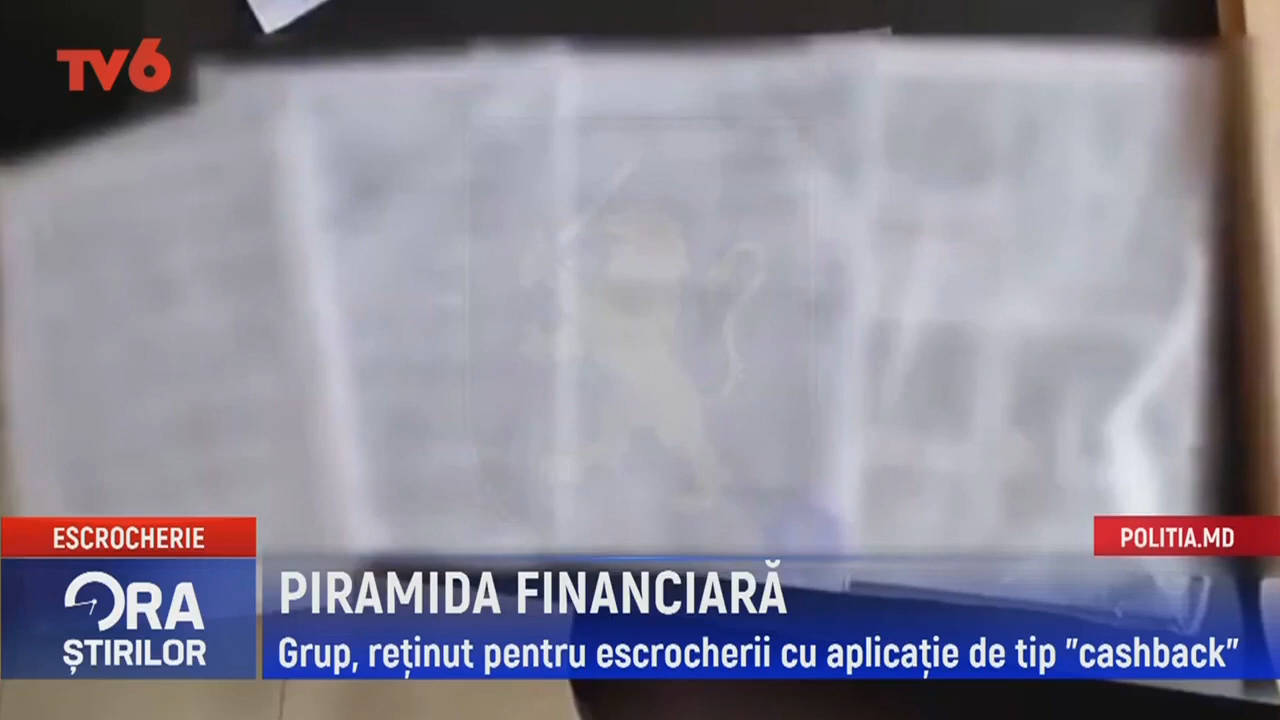 TV6
ESCROCHERIE
POLITIA.MD
ORA
ȘTIRILOR
PIRAMIDA FINANCIARĂ
Grup, reținut pentru escrocherii cu aplicație de tip ”cashback”